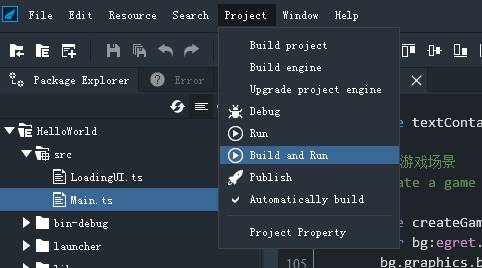 File Edit Resource Search Project Window Help
Build project
Build engine
Upgrade project engine
Package Explorer Error
Debug
e textConta
Run
HelloWorld
Build and Run
游戏场景
src
Publish
ate a game
LoadingUI.ts
Automatically build
Main.ts
e createGam
bin-debug
Project Property
r bg:egret.
launcher
105
bg.graphics.b